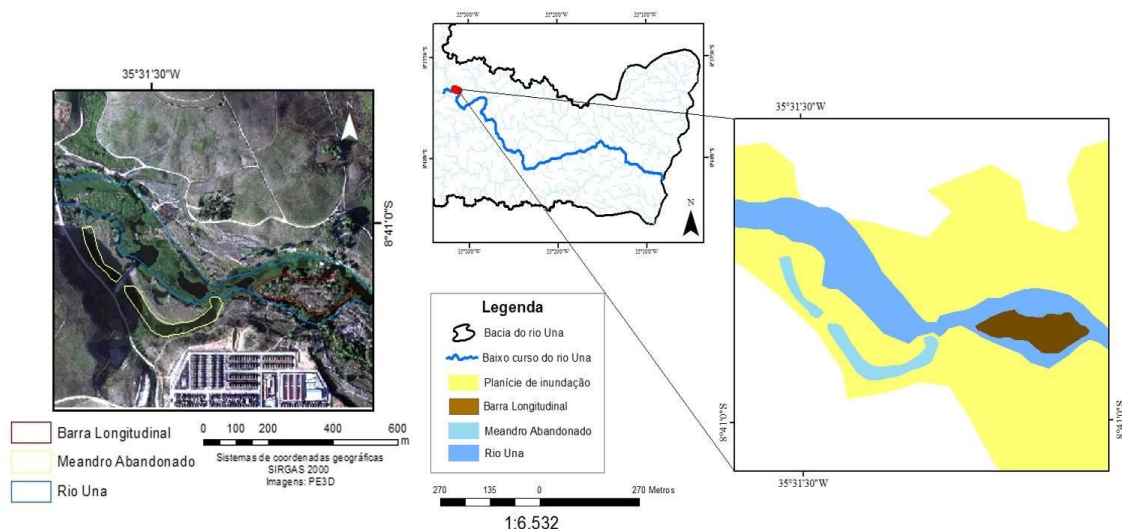 35°31'30"W
N
8°41'0"S
Barra Longitudinal
Meandro Abandonado
Rio Una
0 50 100 200 400 600
m
Sistemas de coordenadas geográficas
SIRGAS 2000
Imagens: PE3D
N
Legenda
Bacia do rio Una
Baixo curso do rio Una
Planície de inundação
Barra Longitudinal
Meandro Abandonado
Rio Una
270 135 0 270 Metros
1:6.532
35°31'30"W
8°41'0"S
8°41'0"S
35°31'30"W